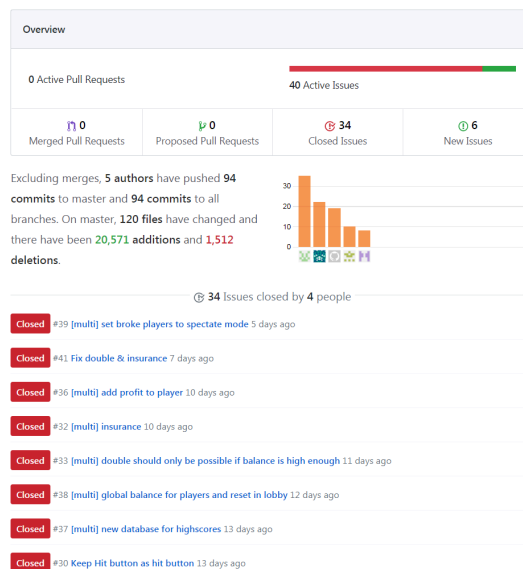 Overview
0 Active Pull Requests
40 Active Issues
0
Merged Pull Requests
0
Proposed Pull Requests
34
Closed Issues
6
New Issues
Excluding merges, 5 authors have pushed 94
commits to master and 94 commits to all
branches. On master, 120 files have changed and
there have been 20,571 additions and 1,512
deletions.
30
20
10
0
34 Issues closed by 4 people
Closed #39 [multi] set broke players to spectate mode 5 days ago
Closed #41 Fix double & insurance 7 days ago
Closed #36 [multi] add profit to player 10 days ago
Closed #32 [multi] insurance 10 days ago
Closed #33 [multi] double should only be possible if balance is high enough 11 days ago
Closed #38 [multi] global balance for players and reset in lobby 12 days ago
Closed #37 [multi] new database for highscores 13 days ago
Closed #30 Keep Hit button as hit button 13 days ago